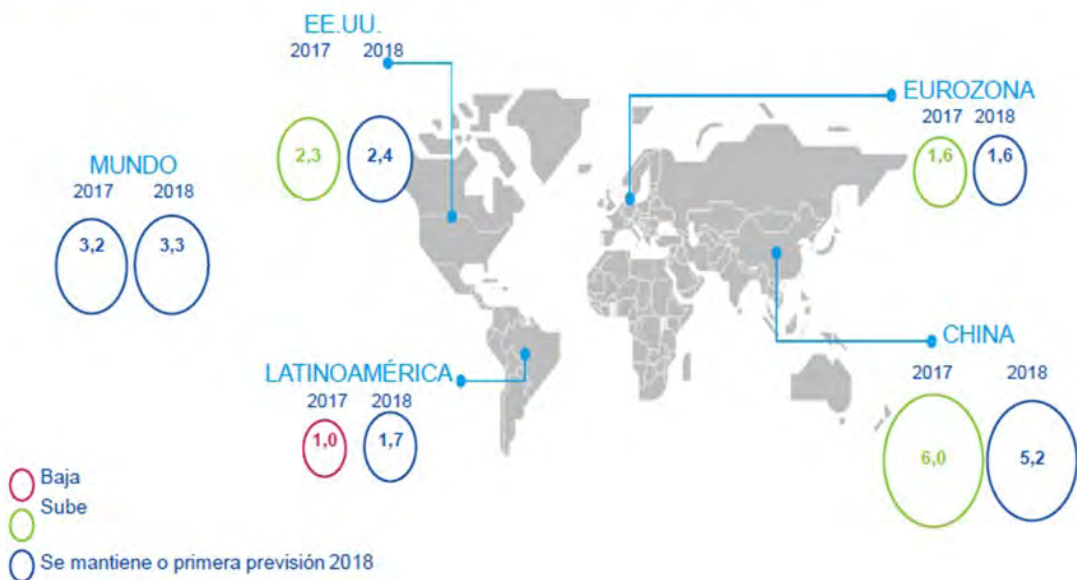 EE.UU.
2017 2018
2,3 2,4
EUROZONA
2017 2018
1,6 1,6
MUNDO
2017 2018
3,2 3,3
LATINOAMÉRICA
2017 2018
1,0 1,7
CHINA
2017 2018
6,0 5,2
Baja
Sube
Se mantiene o primera previsión 2018